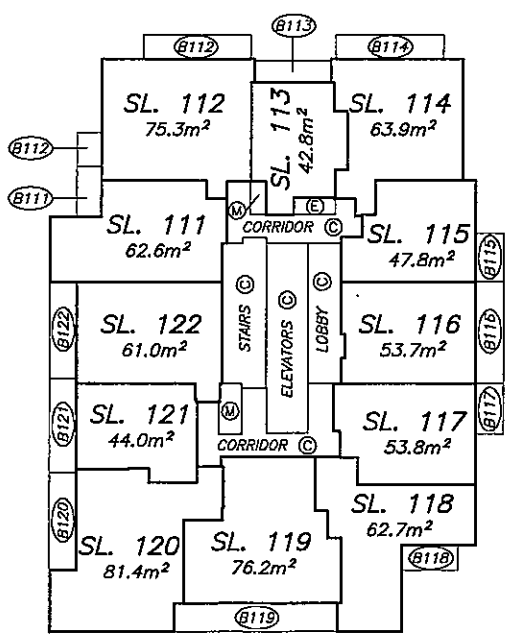 B113
B112
B114
SL. 112
75.3m²
SL. 113
42.8m²
SL. 114
63.9m²
B112
B111
SL. 111
62.6m²
M
E
CORRIDOR C
SL. 115
47.8m²
B115
B122
SL. 122
61.0m²
STAIRS C
ELEVATORS C
LOBBY C
SL. 116
53.7m²
B116
B121
SL. 121
44.0m²
M
CORRIDOR C
SL. 117
53.8m²
B117
B120
SL. 120
81.4m²
SL. 119
76.2m²
SL. 118
62.7m²
B118
B119